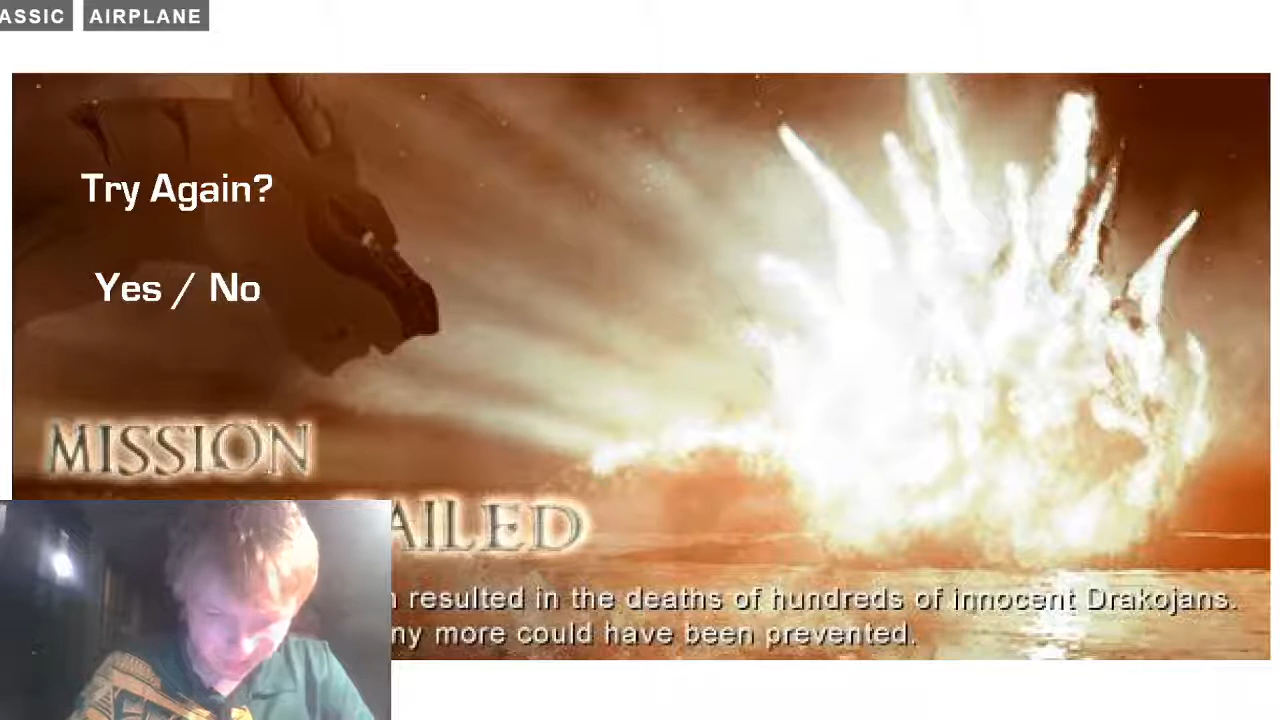 ASSIC AIRPLANE
Try Again?
Yes / No
MISSION
AILED
resulted in the deaths of hundreds of innocent Drakojans.
ny more could have been prevented.